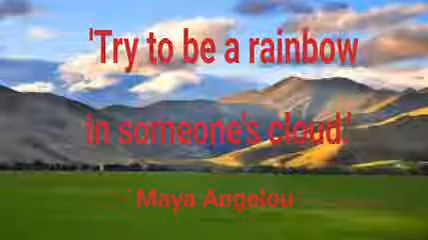 'Try to be a rainbow
in someone's cloud.'
' Maya Angelou